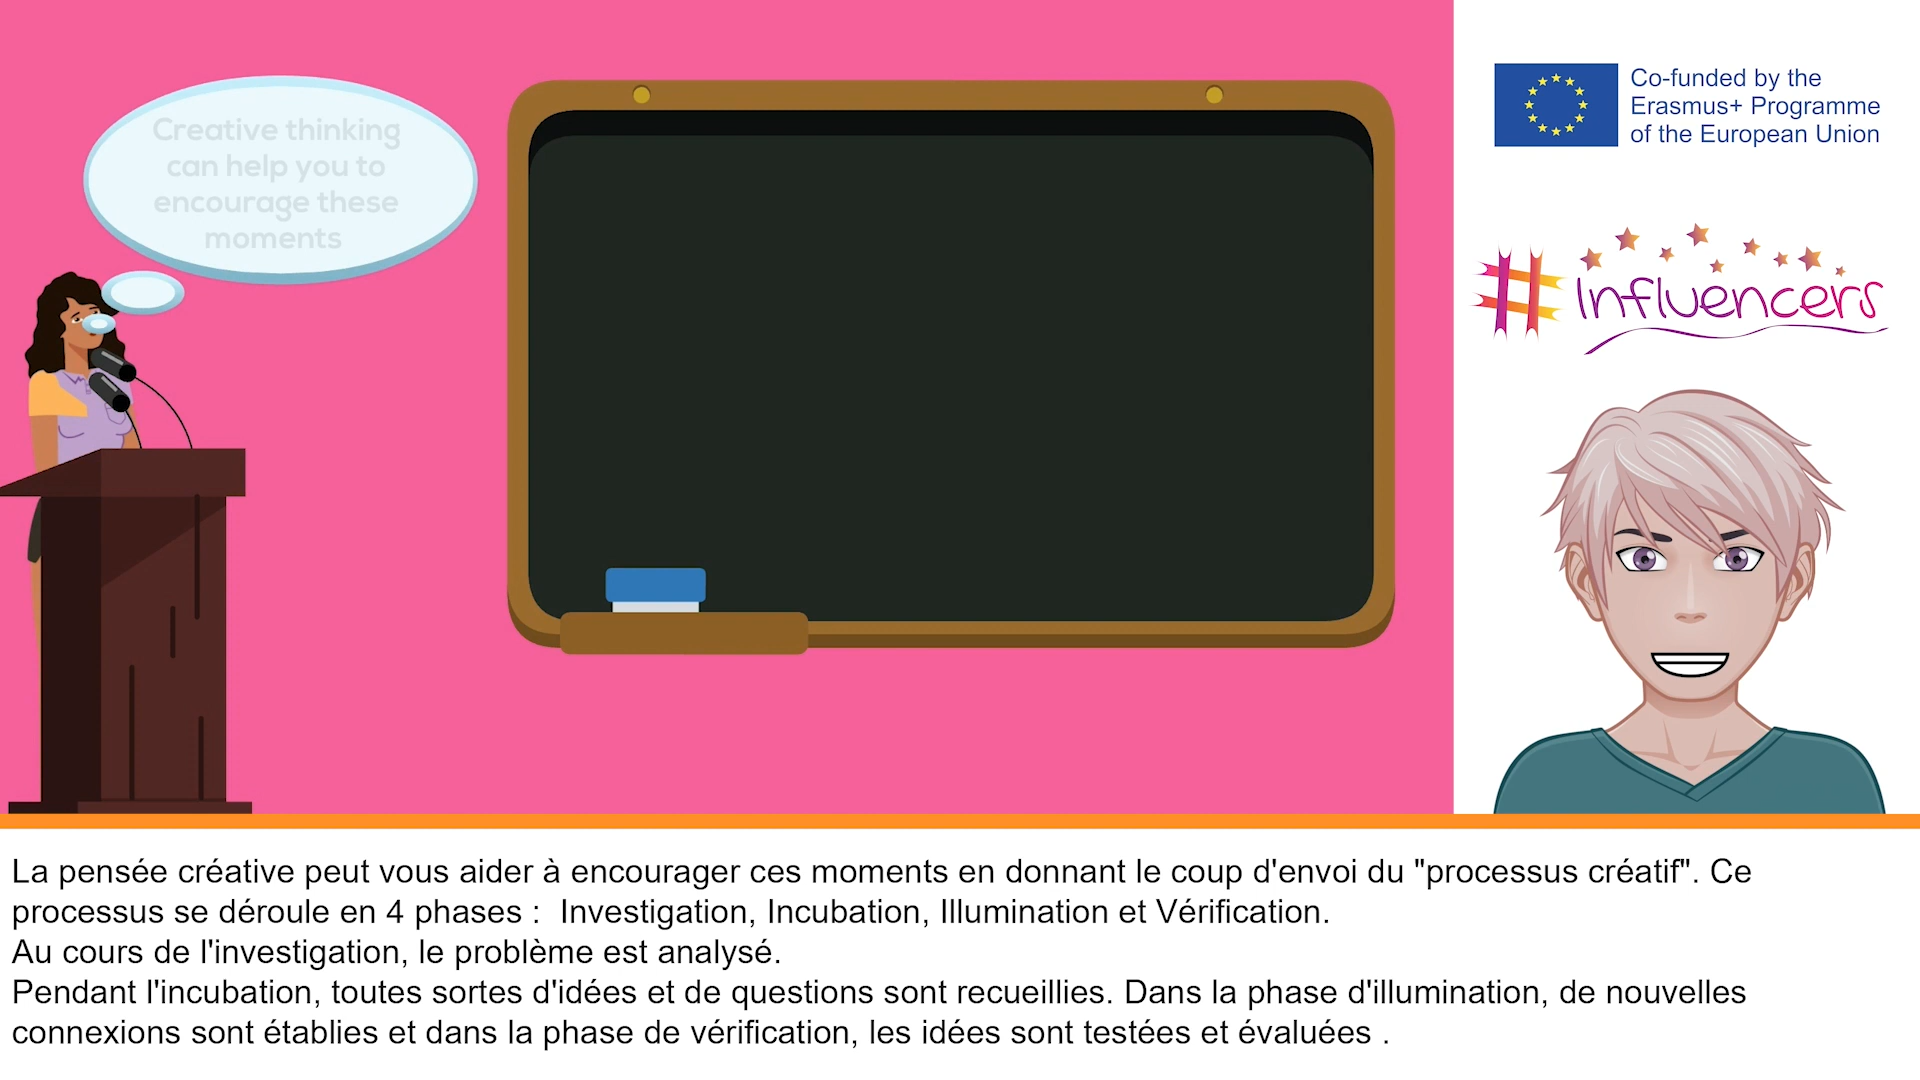 Creative thinking
can help you to
encourage these
moments
Co-funded by the
Erasmus+ Programme
of the European Union
#Influencers
La pensée créative peut vous aider à encourager ces moments en donnant le coup d'envoi du "processus créatif". Ce
processus se déroule en 4 phases :  Investigation, Incubation, Illumination et Vérification.
Au cours de l'investigation, le problème est analysé.
Pendant l'incubation, toutes sortes d'idées et de questions sont recueillies. Dans la phase d'illumination, de nouvelles
connexions sont établies et dans la phase de vérification, les idées sont testées et évaluées .